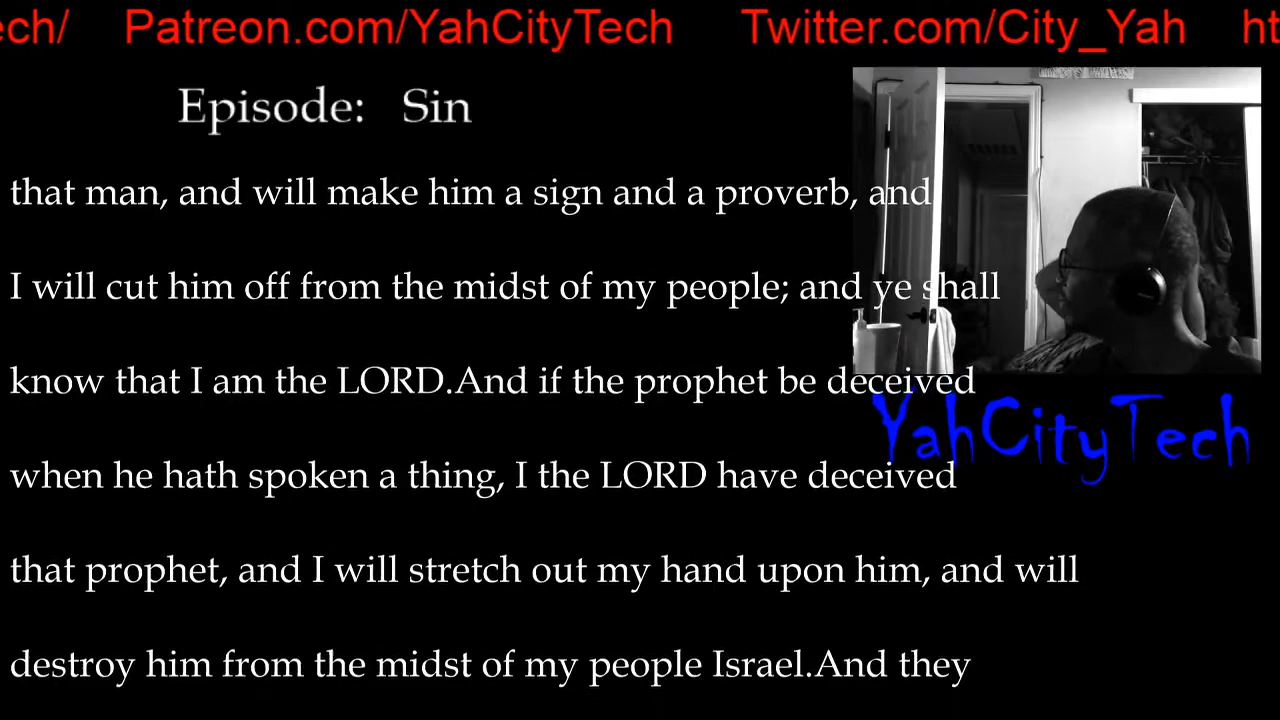 ech/ Patreon.com/YahCityTech Twitter.com/City_Yah ht
Episode: Sin
that man, and will make him a sign and a proverb, and
I will cut him off from the midst of my people; and ye shall
know that I am the LORD.And if the prophet be deceived
YahCityTech
when he hath spoken a thing, I the LORD have deceived
that prophet, and I will stretch out my hand upon him, and will
destroy him from the midst of my people Israel.And they